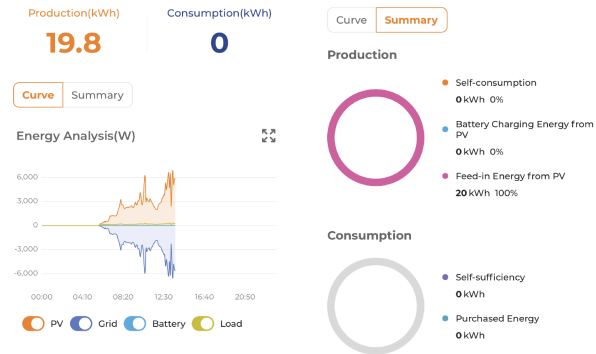 Production(kWh)
19.8
Consumption(kWh)
0
Curve
Summary
Energy Analysis(W)
6,000
3,000
0
-3,000
-6,000
00:00 04:10 08:20 12:30 16:40 20:50
PV Grid Battery Load
Curve
Summary
Production
Self-consumption
0 kWh 0%
Battery Charging Energy from
PV
0 kWh 0%
Feed-in Energy from PV
20 kWh 100%
Consumption
Self-sufficiency
0 kWh
Purchased Energy
0 kWh